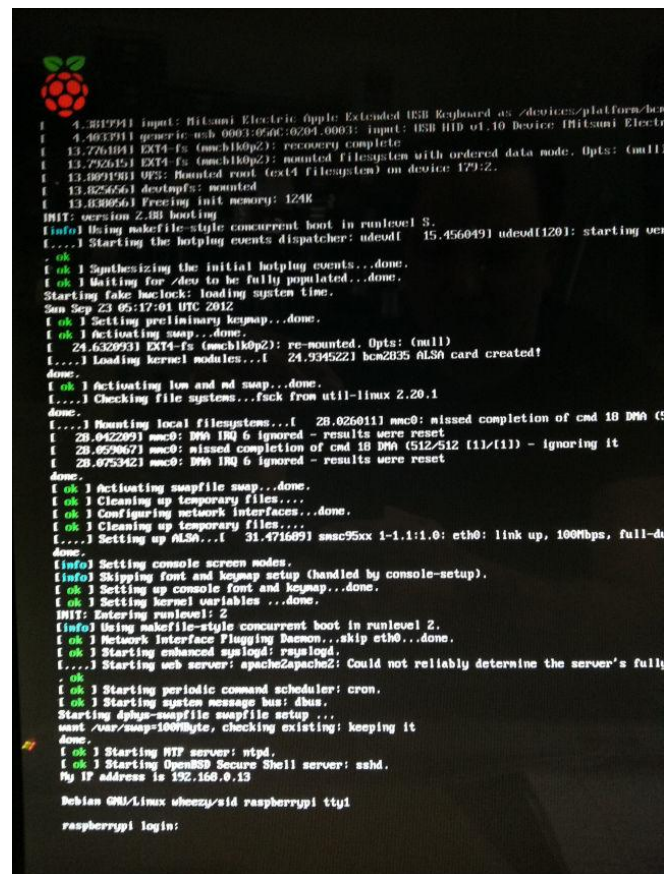 [    4.381994] input: Mitsumi Electric Apple Extended USB Keyboard as /devices/platform/bcm
[    4.403391] generic-usb 0003:05AC:0204.0003: input: USB HID v1.10 Device [Mitsumi Electr
[   13.776184] EXT4-fs (mmcblk0p2): recovery complete
[   13.792615] EXT4-fs (mmcblk0p2): mounted filesystem with ordered data mode. Opts: (null)
[   13.809198] VFS: Mounted root (ext4 filesystem) on device 179:2.
[   13.825656] devtmpfs: mounted
[   13.838056] Freeing init memory: 124K
INIT: version 2.88 booting
[info] Using makefile-style concurrent boot in runlevel S.
[....] Starting the hotplug events dispatcher: udevd[   15.456049] udevd[120]: starting ver
. ok
[ ok ] Synthesizing the initial hotplug events...done.
[ ok ] Waiting for /dev to be fully populated...done.
Starting fake hwclock: loading system time.
Sun Sep 23 05:17:01 UTC 2012
[ ok ] Setting preliminary keymap...done.
[ ok ] Activating swap...done.
[   24.632093] EXT4-fs (mmcblk0p2): re-mounted. Opts: (null)
[....] Loading kernel modules...[   24.934522] bcm2835 ALSA card created!
done.
[ ok ] Activating lvm and md swap...done.
[....] Checking file systems...fsck from util-linux 2.20.1
done.
[....] Mounting local filesystems...[   28.026011] mmc0: missed completion of cmd 18 DMA (5
[   28.042209] mmc0: DMA IRQ 6 ignored - results were reset
[   28.059067] mmc0: missed completion of cmd 18 DMA (512/512 [1]/[1]) - ignoring it
[   28.075342] mmc0: DMA IRQ 6 ignored - results were reset
done.
[ ok ] Activating swapfile swap...done.
[ ok ] Cleaning up temporary files....
[ ok ] Configuring network interfaces...done.
[ ok ] Cleaning up temporary files....
[....] Setting up ALSA...[   31.471609] smsc95xx 1-1.1:1.0: eth0: link up, 100Mbps, full-du
done.
[info] Setting console screen modes.
[info] Skipping font and keymap setup (handled by console-setup).
[ ok ] Setting up console font and keymap...done.
[ ok ] Setting kernel variables ...done.
INIT: Entering runlevel: 2
[info] Using makefile-style concurrent boot in runlevel 2.
[ ok ] Network Interface Plugging Daemon...skip eth0...done.
[ ok ] Starting enhanced syslogd: rsyslogd.
[....] Starting web server: apache2apache2: Could not reliably determine the server's fully
. ok
[ ok ] Starting periodic command scheduler: cron.
[ ok ] Starting system message bus: dbus.
Starting dphys-swapfile swapfile setup ...
want /var/swap=100MByte, checking existing: keeping it
done.
[ ok ] Starting NTP server: ntpd.
[ ok ] Starting OpenBSD Secure Shell server: sshd.
My IP address is 192.168.0.13
Debian GNU/Linux wheezy/sid raspberrypi tty1
raspberrypi login: